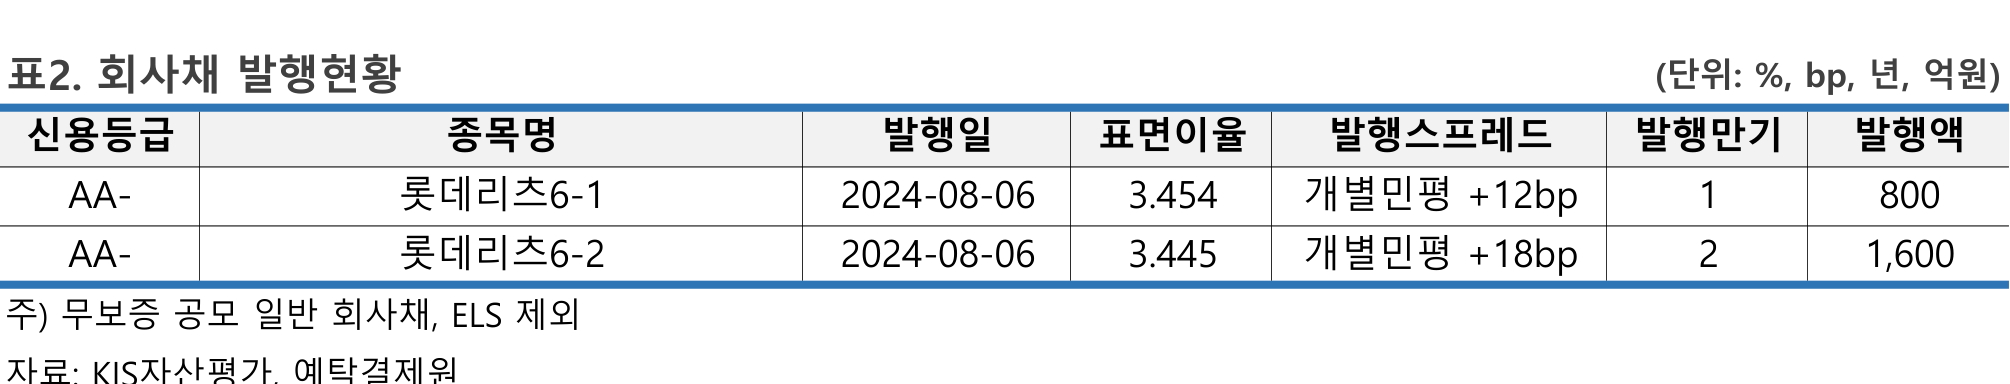 표2. 회사채 발행현황 (단위: %, bp, 년, 억원)
신용등급 종목명 발행일 표면이율 발행스프레드 발행만기 발행액
AA- 롯데리츠6-1 2024-08-06 3.454 개별민평 +12bp 1 800
AA- 롯데리츠6-2 2024-08-06 3.445 개별민평 +18bp 2 1,600
주) 무보증 공모 일반 회사채, ELS 제외
자료: KIS자산평가, 예탁결제원